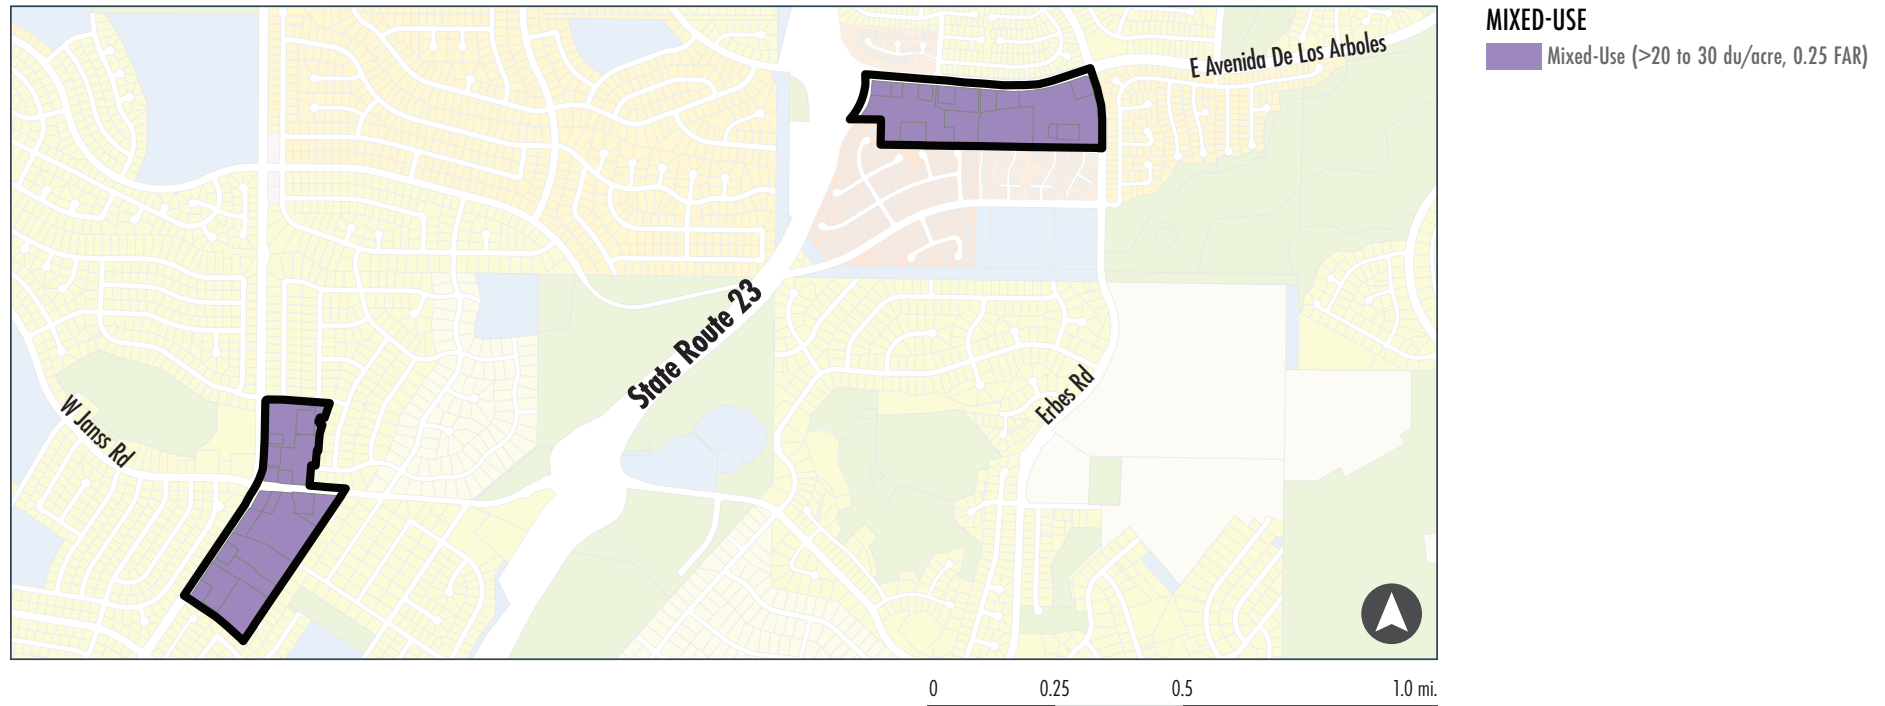 MIXED-USE
Mixed-Use (>20 to 30 du/acre, 0.25 FAR)
E Avenida De Los Arboles
State Route 23
Erbes Rd
W Janss Rd
0 0.25 0.5 1.0 mi.